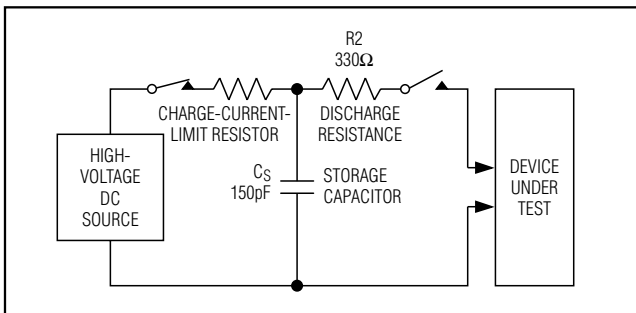 R2
330Ω
CHARGE-CURRENT-
LIMIT RESISTOR
DISCHARGE
RESISTANCE
HIGH-
VOLTAGE
DC
SOURCE
CS
150pF
STORAGE
CAPACITOR
DEVICE
UNDER
TEST